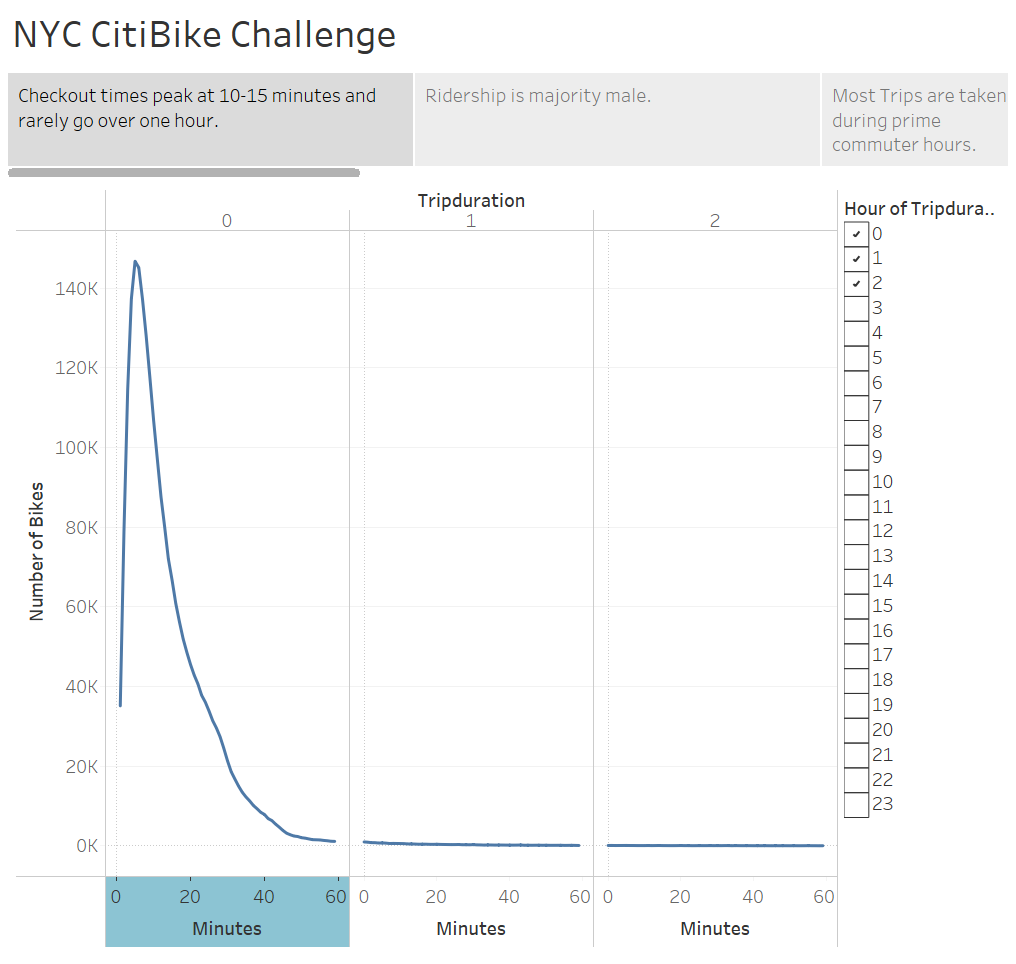 NYC CitiBike Challenge
Checkout times peak at 10-15 minutes and
rarely go over one hour.
Ridership is majority male.
Most Trips are taken
during prime
commuter hours.
Tripduration
0 1 2
Number of Bikes
140K
120K
100K
80K
60K
40K
20K
0K
0 20 40 60 0 20 40 60 0 20 40 60
Minutes Minutes Minutes
Hour of Tripdura..
0
1
2
3
4
5
6
7
8
9
10
11
12
13
14
15
16
17
18
19
20
21
22
23